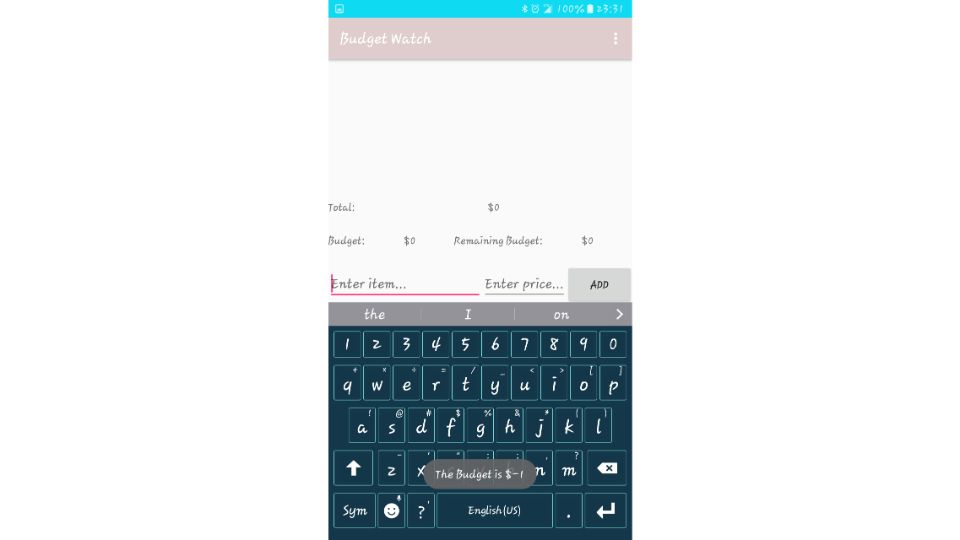 100% 23:31
Budget Watch
Total: $0
Budget: $0 Remaining Budget: $0
Enter item... Enter price... ADD
the I on
1 2 3 4 5 6 7 8 9 0
+ × ÷ = / _ < > [ ]
q w e r t y u i o p
! @ # $ % & * ( )
a s d f g h j k l
- ' " : ; , ?
z x n m
The Budget is $-1
Sym ?' English(US) .